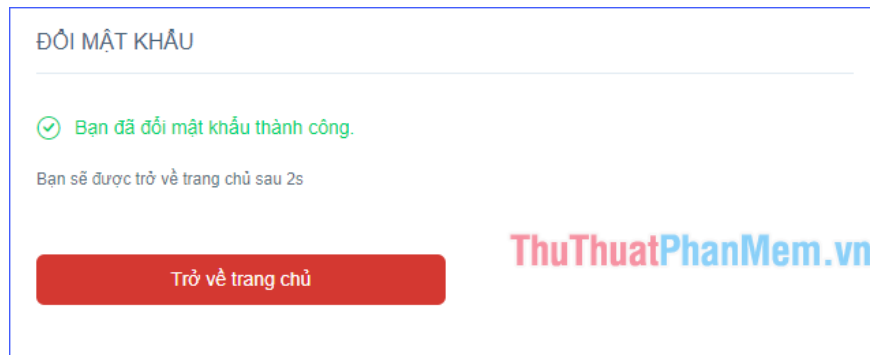 ĐỔI MẬT KHẨU
Bạn đã đổi mật khẩu thành công.
Bạn sẽ được trở về trang chủ sau 2s
ThuThuatPhanMem.vn
Trở về trang chủ